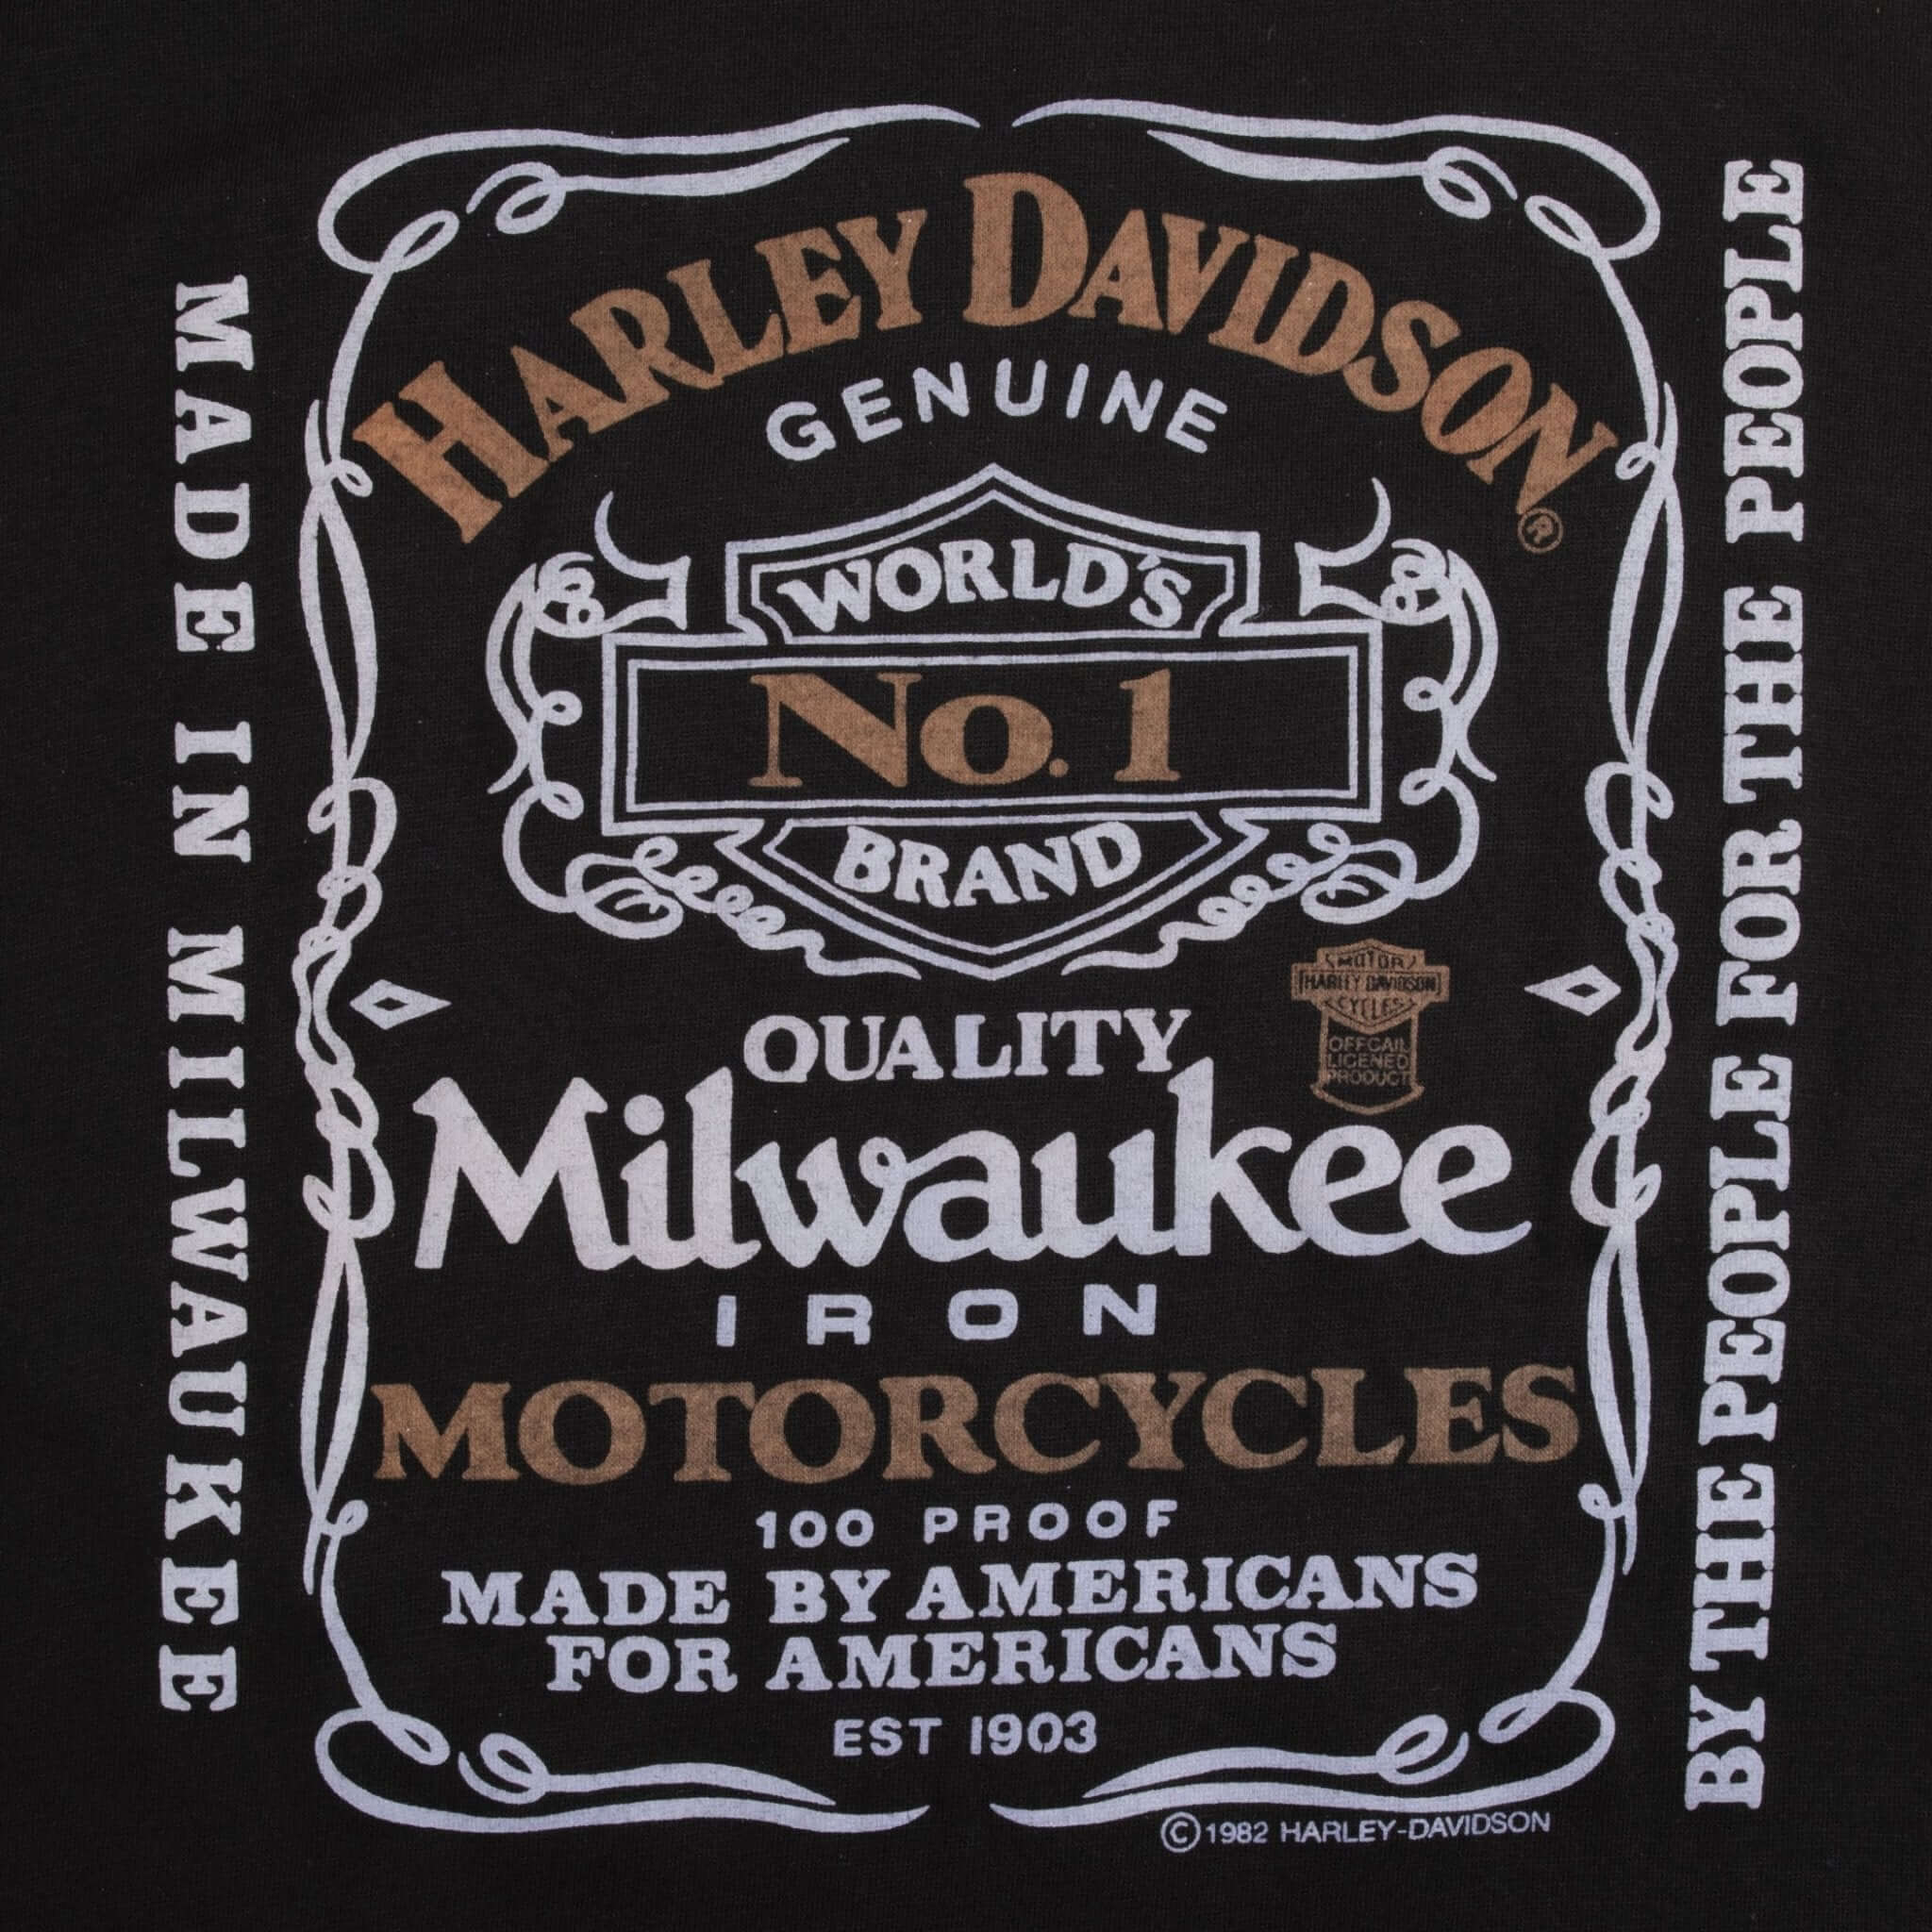 HARLEY DAVIDSON
®
GENUINE
WORLD'S
No. 1
BRAND
MOTOR
HARLEY DAVIDSON
CYCLES
OFFCAIL
LICENED
PRODUCT
QUALITY
Milwaukee
IRON
MOTORCYCLES
100 PROOF
MADE BY AMERICANS
FOR AMERICANS
EST 1903
©1982 HARLEY-DAVIDSON
MADE IN MILWAUKEE
BY THE PEOPLE FOR THE PEOPLE